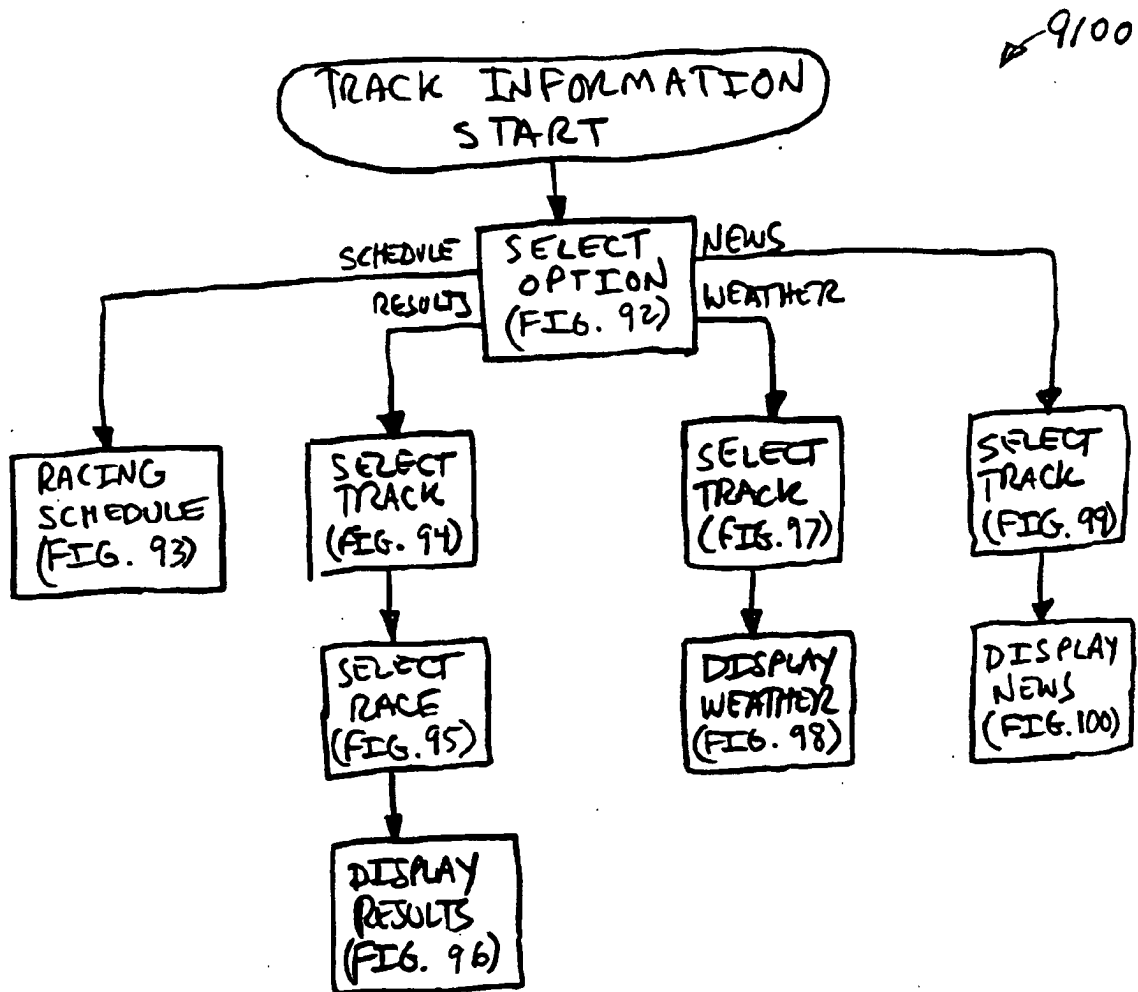 9100
TRACK INFORMATION
START
SCHEDULE
RESULTS
SELECT
OPTION
(FIG. 92)
NEWS
WEATHER
RACING
SCHEDULE
(FIG. 93)
SELECT
TRACK
(FIG. 94)
SELECT
TRACK
(FIG. 97)
SELECT
TRACK
(FIG. 99)
SELECT
RACE
(FIG. 95)
DISPLAY
WEATHER
(FIG. 98)
DISPLAY
NEWS
(FIG. 100)
DISPLAY
RESULTS
(FIG. 96)